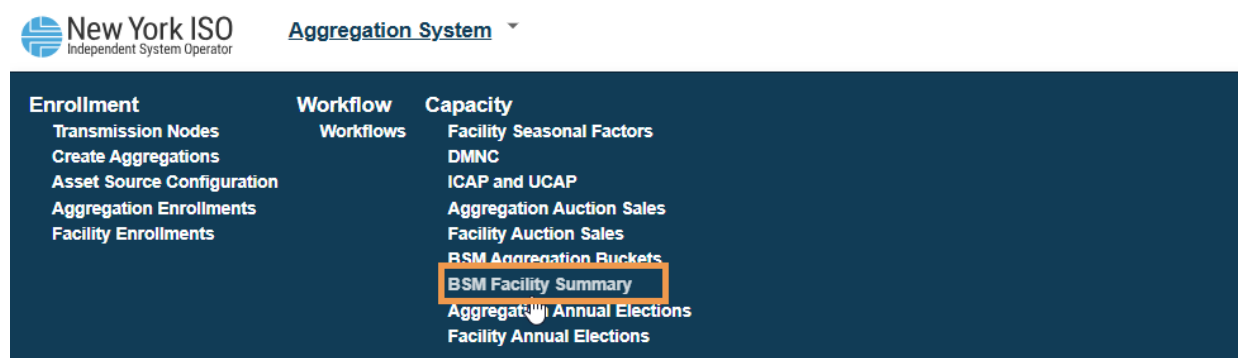 New York ISO
Independent System Operator
Aggregation System
Enrollment
Transmission Nodes
Create Aggregations
Asset Source Configuration
Aggregation Enrollments
Facility Enrollments
Workflow
Workflows
Capacity
Facility Seasonal Factors
DMNC
ICAP and UCAP
Aggregation Auction Sales
Facility Auction Sales
BSM Aggregation Buckets
BSM Facility Summary
Aggregation Annual Elections
Facility Annual Elections